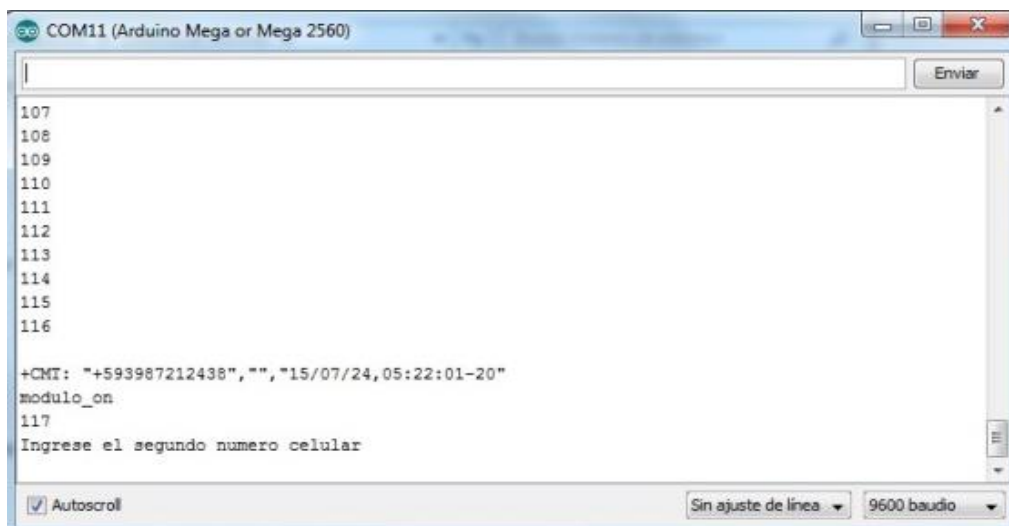 COM11 (Arduino Mega or Mega 2560)
Enviar
107
108
109
110
111
112
113
114
115
116
+CMT: "+593987212438","","15/07/24,05:22:01-20"
modulo_on
117
Ingrese el segundo numero celular
Autoscroll
Sin ajuste de línea
9600 baudio